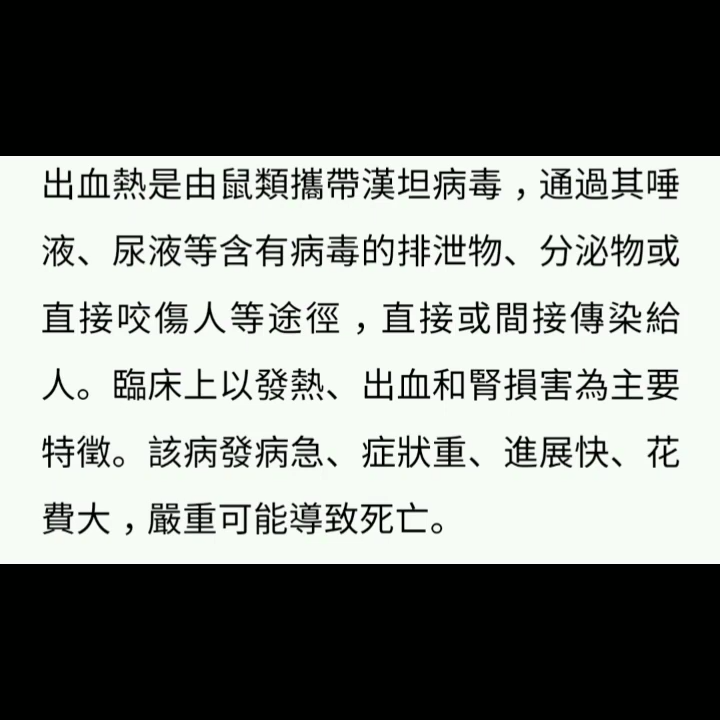 出血熱是由鼠類攜帶漢坦病毒，通過其唾
液、尿液等含有病毒的排泄物、分泌物或
直接咬傷人等途徑，直接或間接傳染給
人。臨床上以發熱、出血和腎損害為主要
特徵。該病發病急、症狀重、進展快、花
費大，嚴重可能導致死亡。